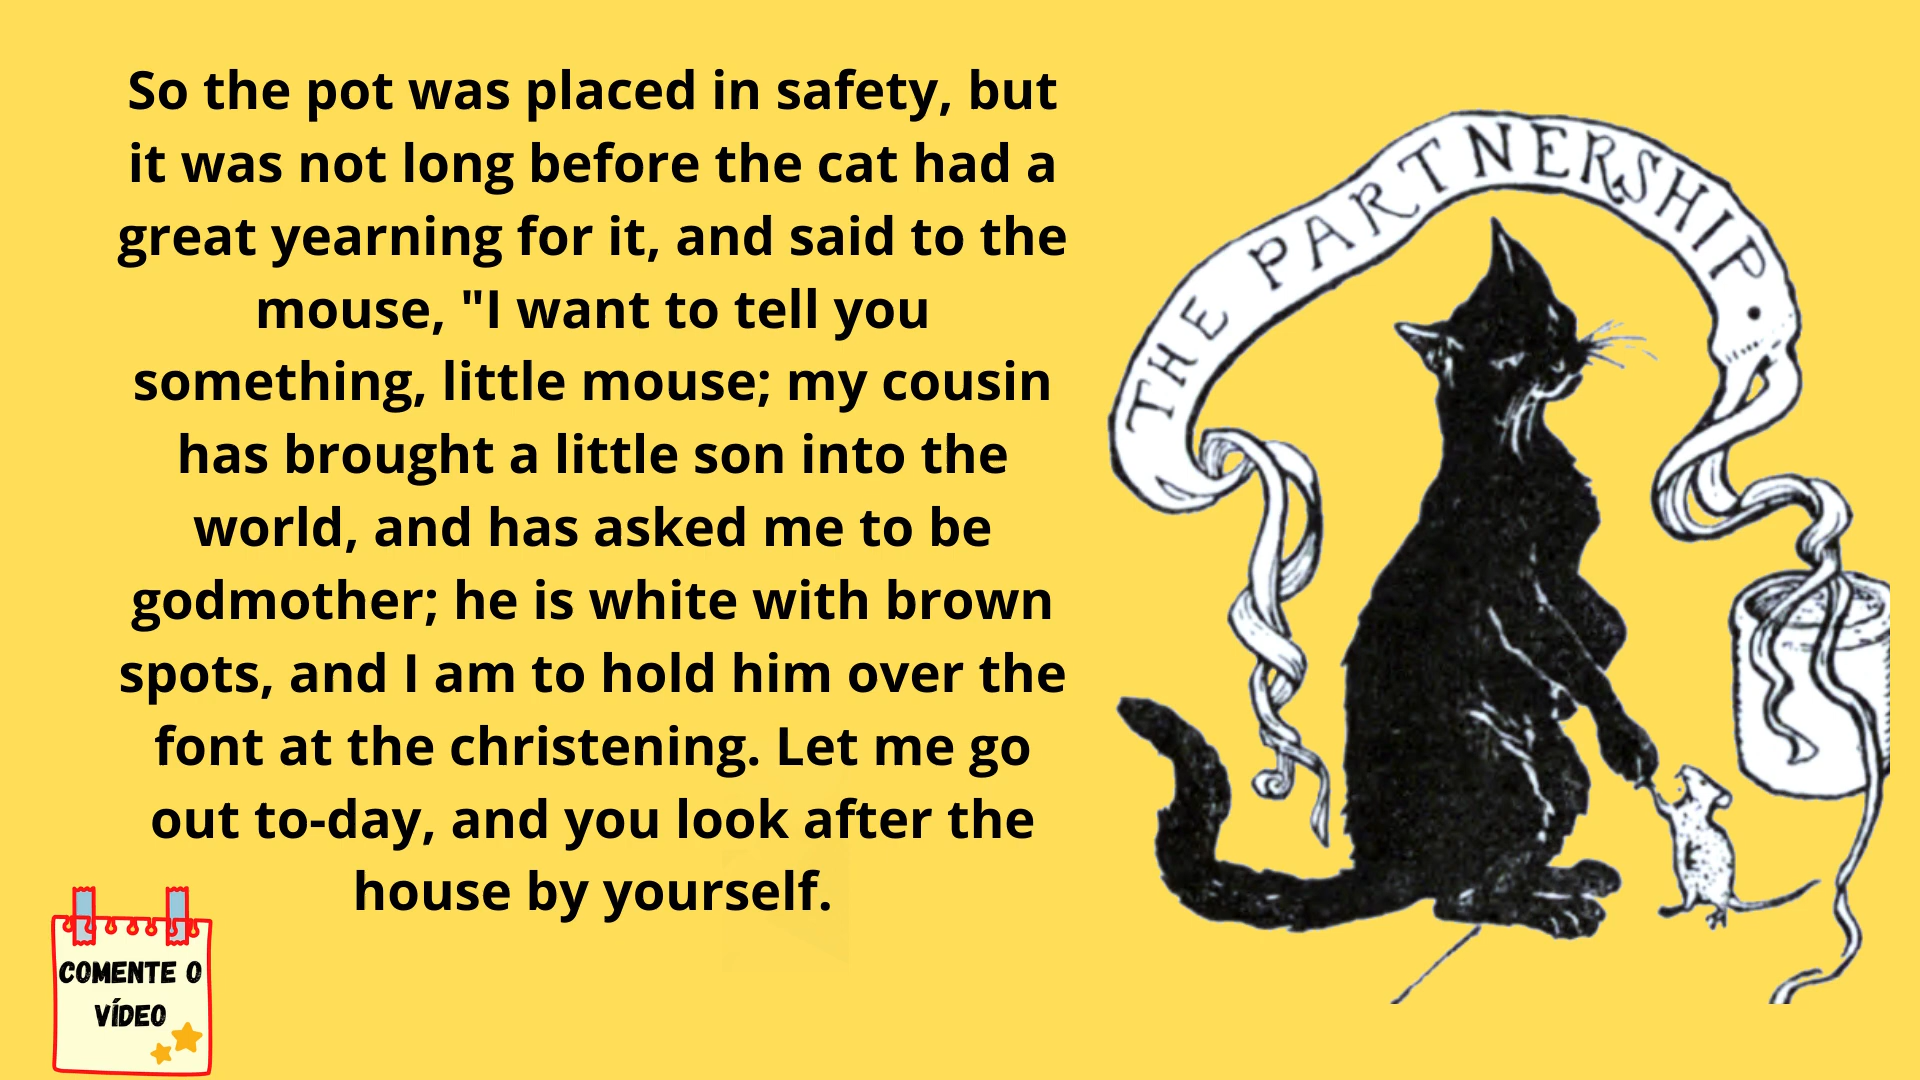 So the pot was placed in safety, but
it was not long before the cat had a
great yearning for it, and said to the
mouse, "I want to tell you
something, little mouse; my cousin
has brought a little son into the
world, and has asked me to be
godmother; he is white with brown
spots, and I am to hold him over the
font at the christening. Let me go
out to-day, and you look after the
house by yourself.
THE PARTNERSHIP.
COMENTE O
VÍDEO